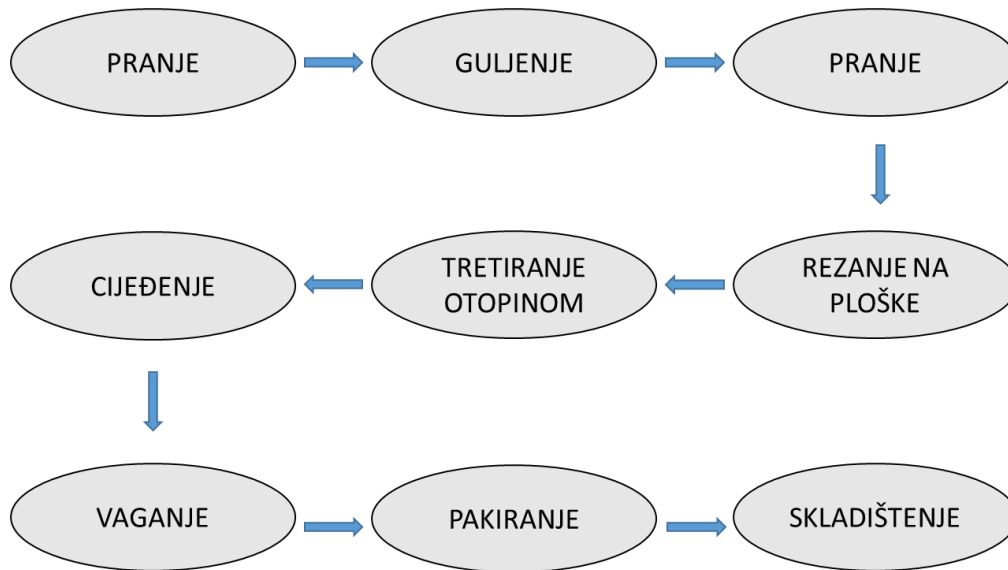 PRANJE
GULJENJE
PRANJE
REZANJE NA
PLOŠKE
TRETIRANJE
OTOPINOM
CIJEĐENJE
VAGANJE
PAKIRANJE
SKLADIŠTENJE